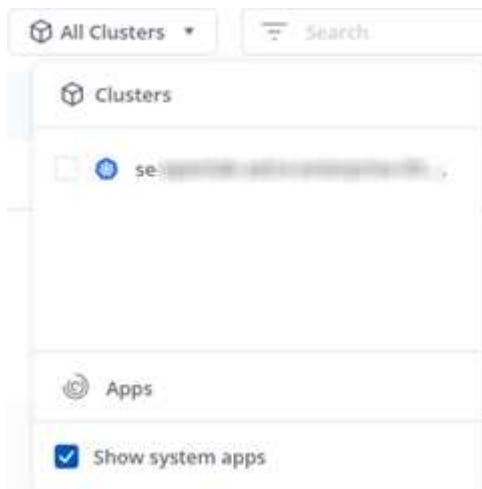 All Clusters
Search
Clusters
se
Apps
Show system apps